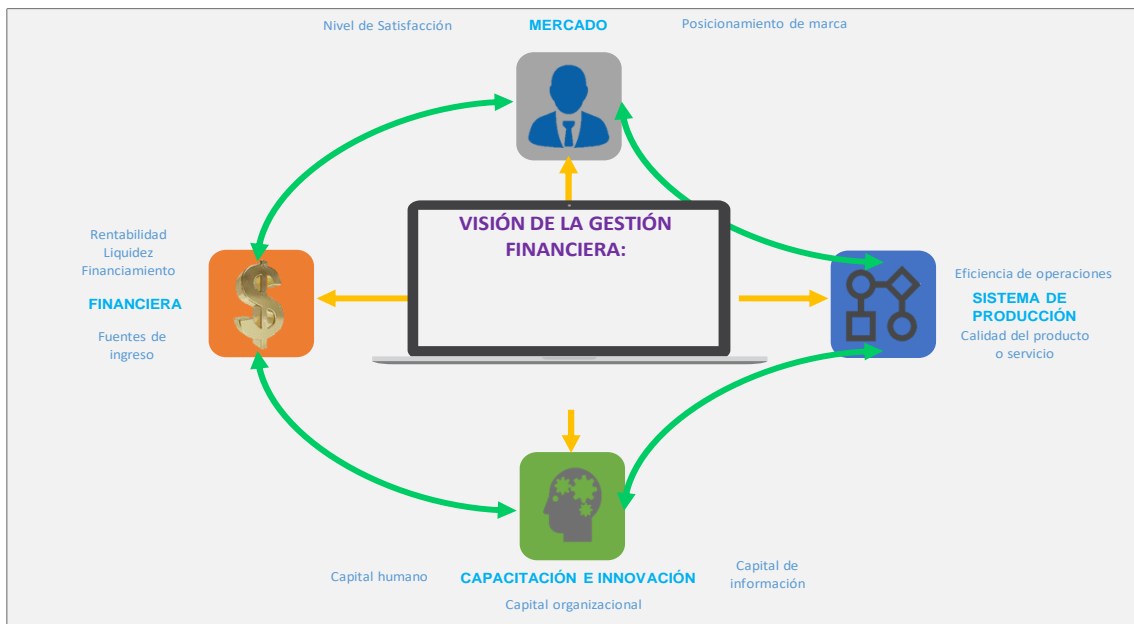 Nivel de Satisfacción
MERCADO
Posicionamiento de marca
VISIÓN DE LA GESTIÓN
FINANCIERA:
Rentabilidad
Liquidez
Financiamiento
FINANCIERA
Fuentes de
ingreso
Eficiencia de operaciones
SISTEMA DE
PRODUCCIÓN
Calidad del producto
o servicio
Capital humano
CAPACITACIÓN E INNOVACIÓN
Capital de
información
Capital organizacional